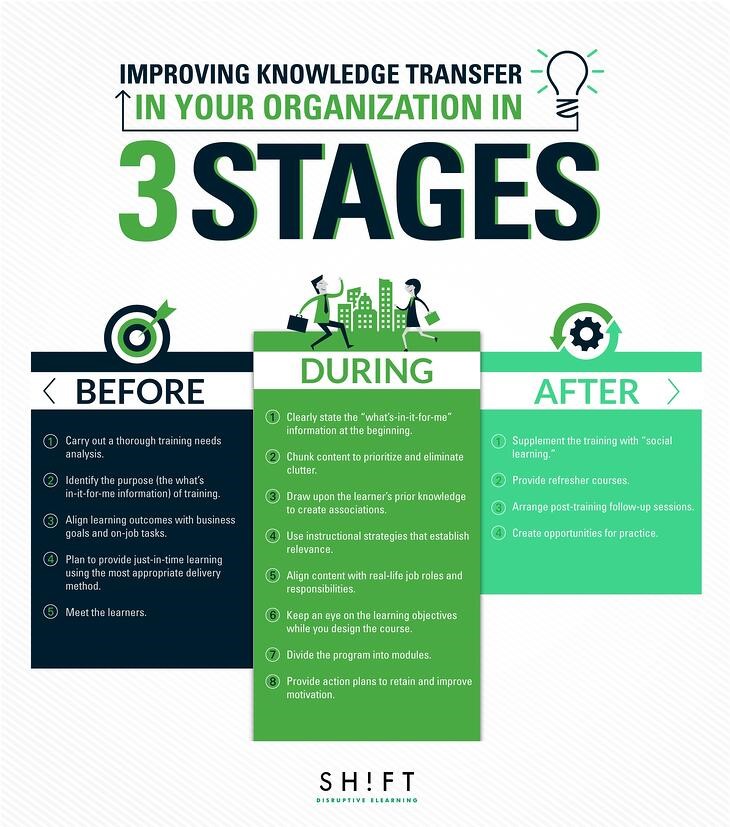 IMPROVING KNOWLEDGE TRANSFER
IN YOUR ORGANIZATION IN
3 STAGES
BEFORE
1 Carry out a thorough training needs
analysis.
2 Identify the purpose (the what's
in-it-for-me information) of training.
3 Align learning outcomes with business
goals and on-job tasks.
4 Plan to provide just-in-time learning
using the most appropriate delivery
method.
5 Meet the learners.
DURING
1 Clearly state the "what's-in-it-for-me"
information at the beginning.
2 Chunk content to prioritize and eliminate
clutter.
3 Draw upon the learner's prior knowledge
to create associations.
4 Use instructional strategies that establish
relevance.
5 Align content with real-life job roles and
responsibilities.
6 Keep an eye on the learning objectives
while you design the course.
7 Divide the program into modules.
8 Provide action plans to retain and improve
motivation.
AFTER
1 Supplement the training with "social
learning."
2 Provide refresher courses.
3 Arrange post-training follow-up sessions.
4 Create opportunities for practice.
SH!FT
DISRUPTIVE ELEARNING